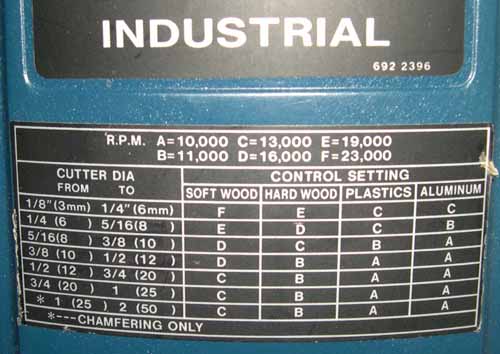 INDUSTRIAL
692 2396
R.P.M. A=10,000 C=13,000 E=19,000
B=11,000 D=16,000 F=23,000
CUTTER DIA CONTROL SETTING
FROM TO SOFT WOOD HARD WOOD PLASTICS ALUMINUM
1/8"(3mm) 1/4"(6mm) F E C C
1/4 (6 ) 5/16(8 ) E D C B
5/16(8 ) 3/8 (10 ) D C B A
3/8 (10 ) 1/2 (12 ) D B A A
1/2 (12 ) 3/4 (20 ) C B A A
3/4 (20 ) 1 (25 ) C B A A
* 1 (25 ) 2 (50 ) C B A A
*---CHAMFERING ONLY